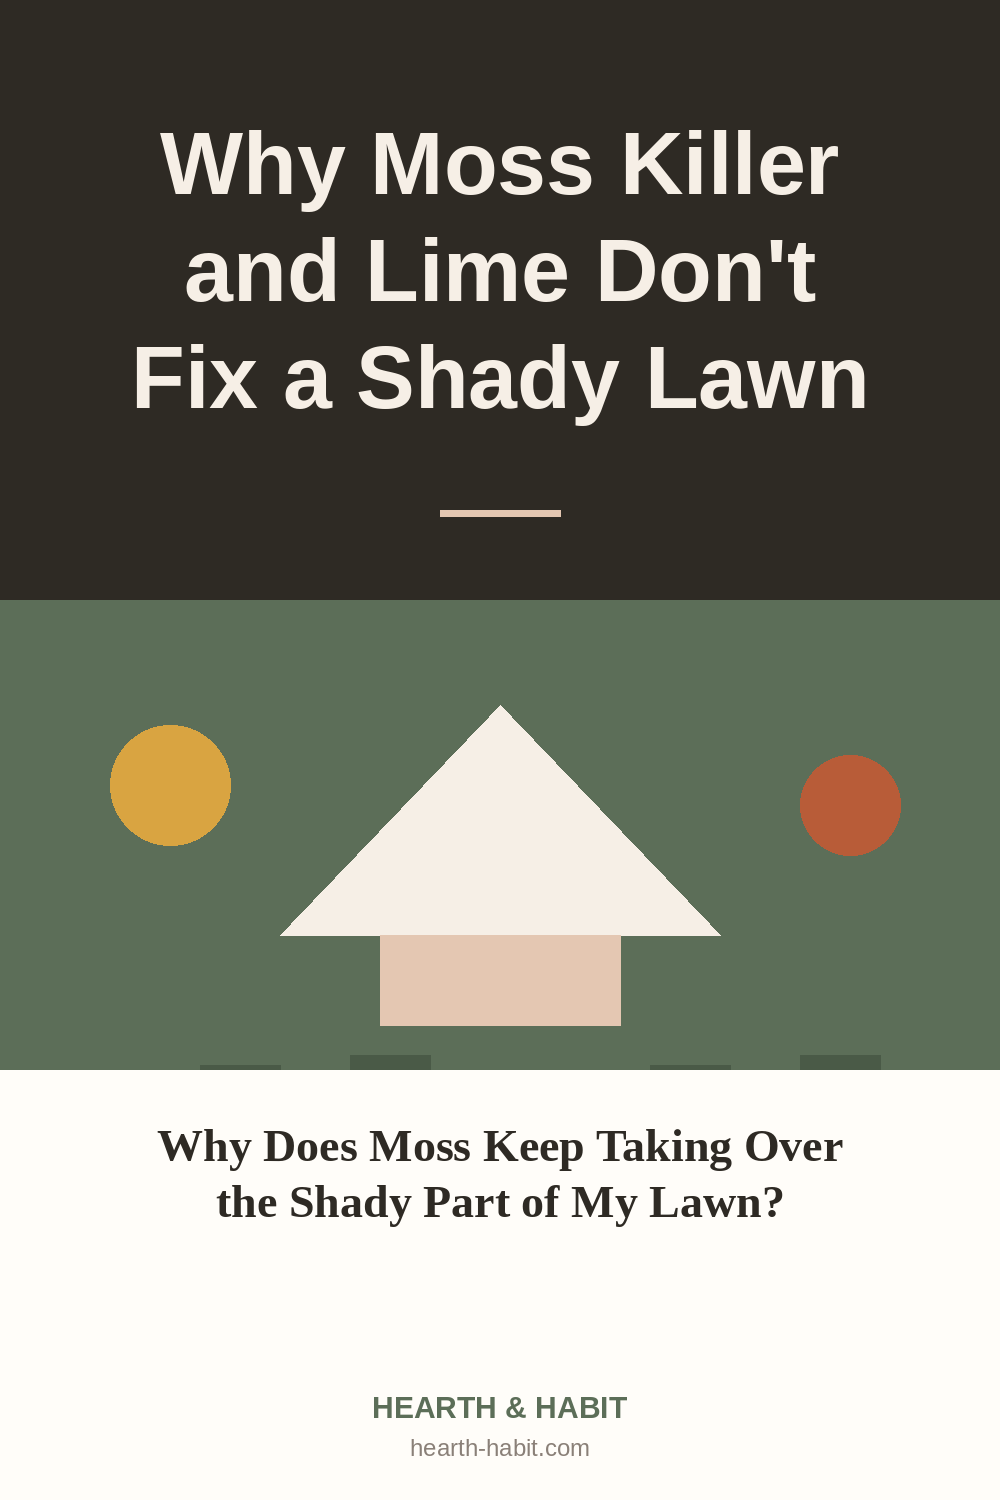 Why Moss Killer
and Lime Don't
Fix a Shady Lawn
Why Does Moss Keep Taking Over
the Shady Part of My Lawn?
HEARTH & HABIT
hearth-habit.com